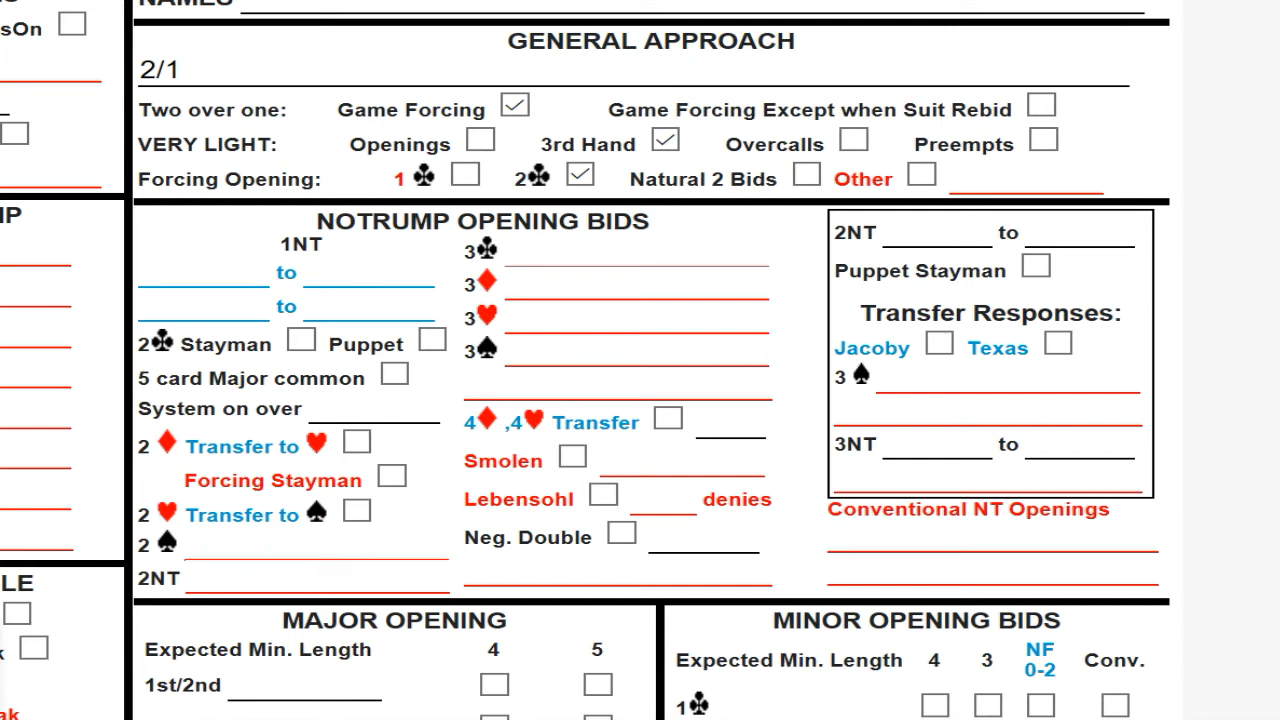 NAMES
sOn
GENERAL APPROACH
2/1
Two over one: Game Forcing ✓ Game Forcing Except when Suit Rebid
VERY LIGHT: Openings 3rd Hand ✓ Overcalls Preempts
Forcing Opening: 1 ♣ 2♣ ✓ Natural 2 Bids Other
NOTRUMP OPENING BIDS
1NT
to
to
2♣ Stayman Puppet
5 card Major common
System on over
2 ♦ Transfer to ♥
Forcing Stayman
2 ♥ Transfer to ♠
2 ♠
2NT
3♣
3♦
3♥
3♠
4♦ ,4♥ Transfer
Smolen
Lebensohl denies
Neg. Double
2NT to
Puppet Stayman
Transfer Responses:
Jacoby Texas
3 ♠
3NT to
Conventional NT Openings
LE
MAJOR OPENING
Expected Min. Length 4 5
1st/2nd
MINOR OPENING BIDS
Expected Min. Length 4 3 NF 0-2 Conv.
1♣